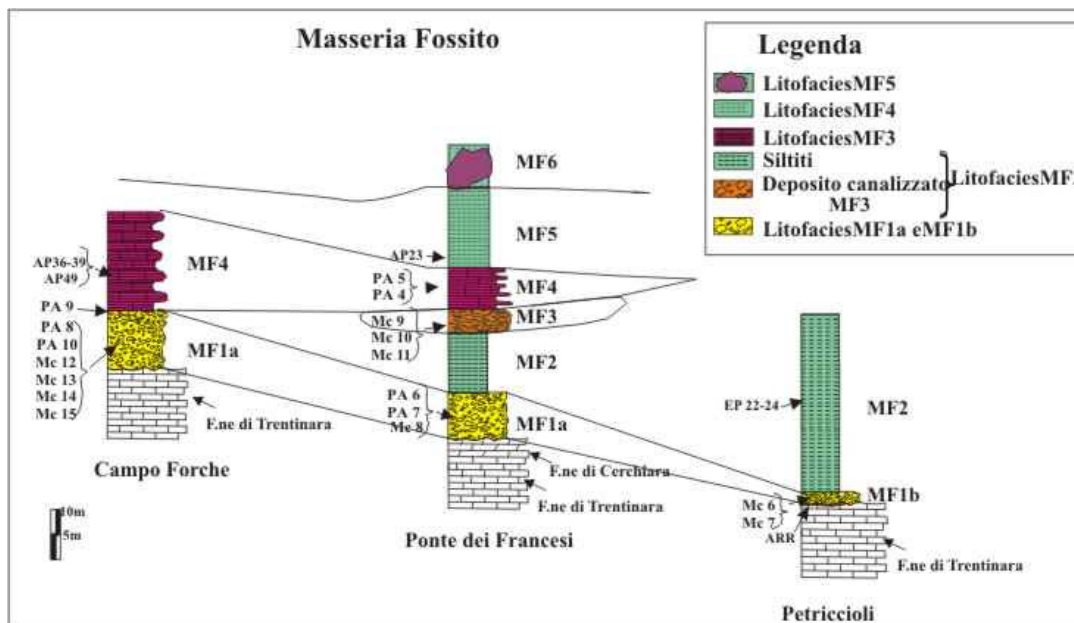 Masseria Fossito
Legenda
LitofaciesMF5
LitofaciesMF4
LitofaciesMF3
Siltiti
Deposito canalizzato
MF3
LitofaciesMF
LitofaciesMF1a eMF1b
MF6
MF5
AP23
PA 5
PA 4
MF4
MF3
Mc 9
Mc 10
Mc 11
MF2
PA 6
PA 7
Mc 8
MF1a
F.ne di Cerchiara
F.ne di Trentinara
Ponte dei Francesi
AP36-39
AP49
MF4
PA 9
PA 8
PA 10
Mc 12
Mc 13
Mc 14
Mc 15
MF1a
F.ne di Trentinara
Campo Forche
10m
5m
EP 22-24
MF2
MF1b
Mc 6
Mc 7
ARR
F.ne di Trentinara
Petriccioli